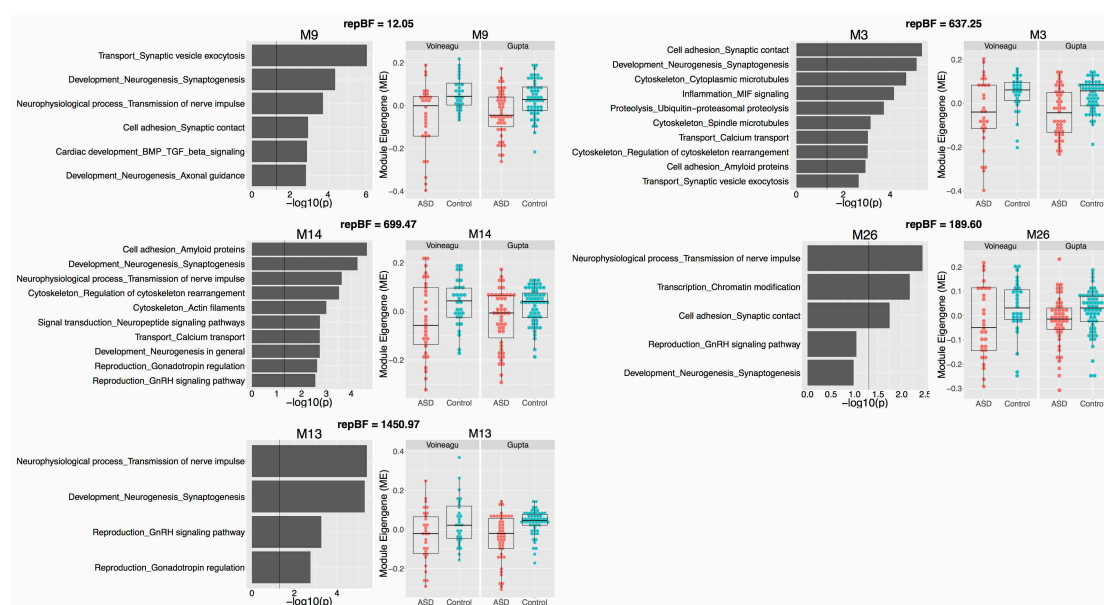 repBF = 12.05
M9
M9
Voineagu
Gupta
Transport_Synaptic vesicle exocytosis
Development_Neurogenesis_Synaptogenesis
Neurophysiological process_Transmission of nerve impulse
Cell adhesion_Synaptic contact
Cardiac development_BMP_TGF_beta_signaling
Development_Neurogenesis_Axonal guidance
0 2 4 6
−log10(p)
Module Eigengene (ME)
0.2
0.0
−0.2
−0.4
ASD Control ASD Control
repBF = 637.25
M3
M3
Voineagu
Gupta
Cell adhesion_Synaptic contact
Development_Neurogenesis_Synaptogenesis
Cytoskeleton_Cytoplasmic microtubules
Inflammation_MIF signaling
Proteolysis_Ubiquitin−proteasomal proteolysis
Cytoskeleton_Spindle microtubules
Transport_Calcium transport
Cytoskeleton_Regulation of cytoskeleton rearrangement
Cell adhesion_Amyloid proteins
Transport_Synaptic vesicle exocytosis
0 2 4
−log10(p)
Module Eigengene (ME)
0.2
0.0
−0.2
−0.4
ASD Control ASD Control
repBF = 699.47
M14
M14
Voineagu
Gupta
Cell adhesion_Amyloid proteins
Development_Neurogenesis_Synaptogenesis
Neurophysiological process_Transmission of nerve impulse
Cytoskeleton_Regulation of cytoskeleton rearrangement
Cytoskeleton_Actin filaments
Signal transduction_Neuropeptide signaling pathways
Transport_Calcium transport
Development_Neurogenesis in general
Reproduction_Gonadotropin regulation
Reproduction_GnRH signaling pathway
0 1 2 3 4
−log10(p)
Module Eigengene (ME)
0.2
0.0
−0.2
ASD Control ASD Control
repBF = 189.60
M26
M26
Voineagu
Gupta
Neurophysiological process_Transmission of nerve impulse
Transcription_Chromatin modification
Cell adhesion_Synaptic contact
Reproduction_GnRH signaling pathway
Development_Neurogenesis_Synaptogenesis
0.0 0.5 1.0 1.5 2.0 2.5
−log10(p)
Module Eigengene (ME)
0.2
0.1
0.0
−0.1
−0.2
−0.3
ASD Control ASD Control
repBF = 1450.97
M13
M13
Voineagu
Gupta
Neurophysiological process_Transmission of nerve impulse
Development_Neurogenesis_Synaptogenesis
Reproduction_GnRH signaling pathway
Reproduction_Gonadotropin regulation
0 2 4
−log10(p)
Module Eigengene (ME)
0.4
0.2
0.0
−0.2
ASD Control ASD Control